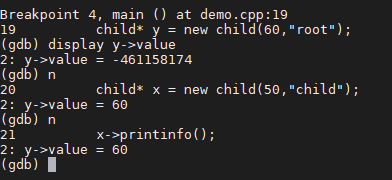 Breakpoint 4, main () at demo.cpp:19
19          child* y = new child(60,"root");
(gdb) display y->value
2: y->value = -461158174
(gdb) n
20          child* x = new child(50,"child");
2: y->value = 60
(gdb) n
21          x->printinfo();
2: y->value = 60
(gdb)